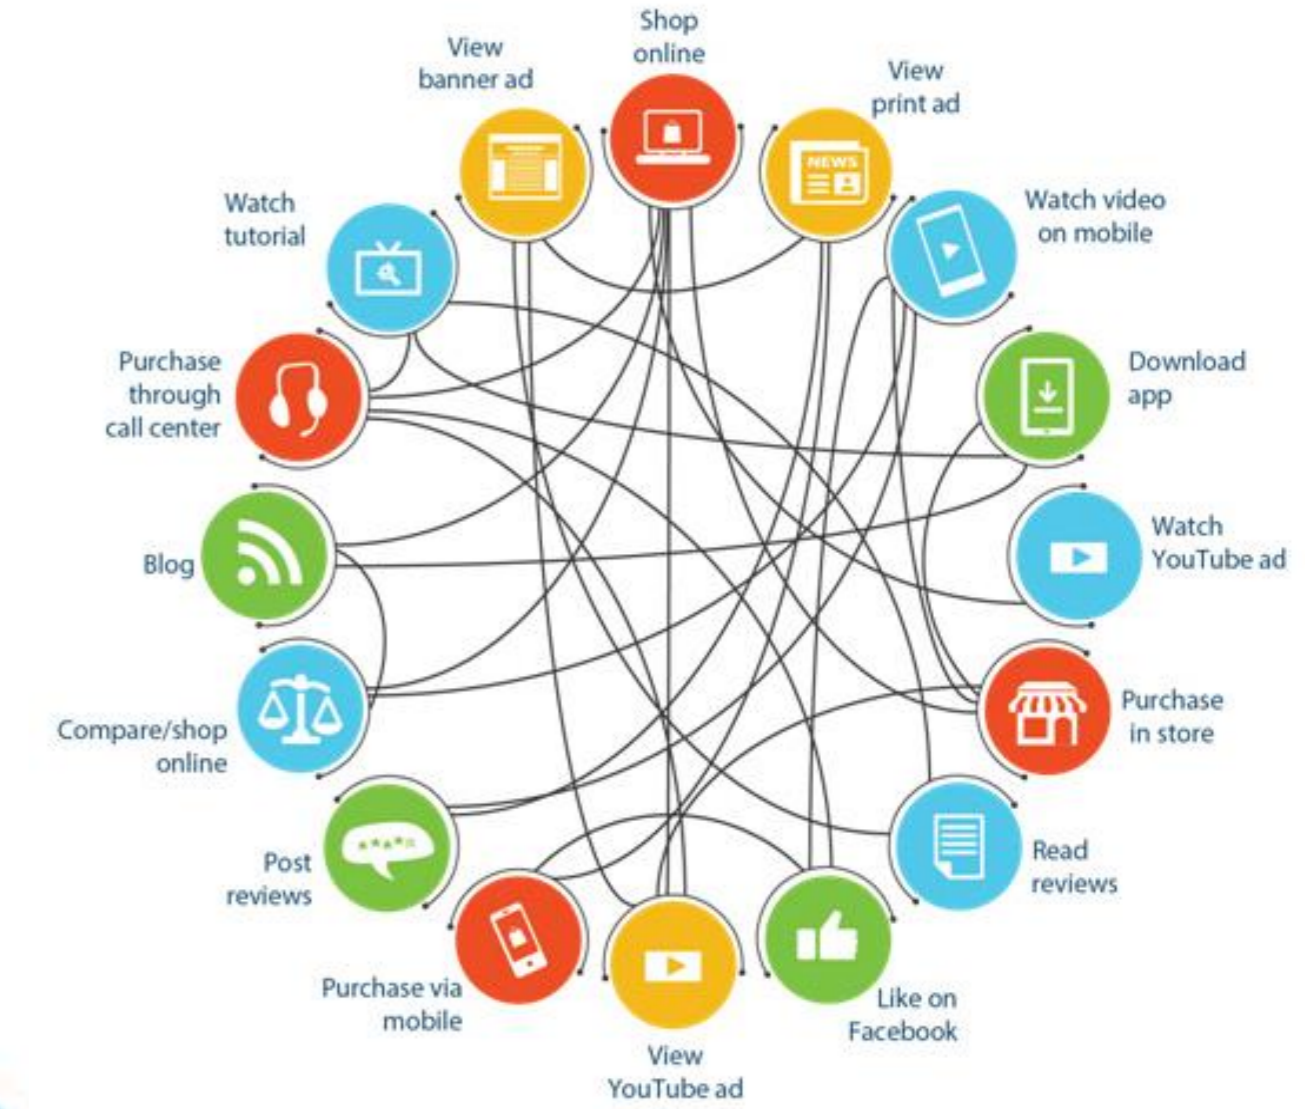 Shop
online
View
banner ad
View
print ad
NEWS
Watch
tutorial
Watch video
on mobile
Purchase
through
call center
Download
app
Blog
Watch
YouTube ad
Compare/shop
online
Purchase
in store
Post
reviews
Read
reviews
Purchase via
mobile
Like on
Facebook
View
YouTube ad